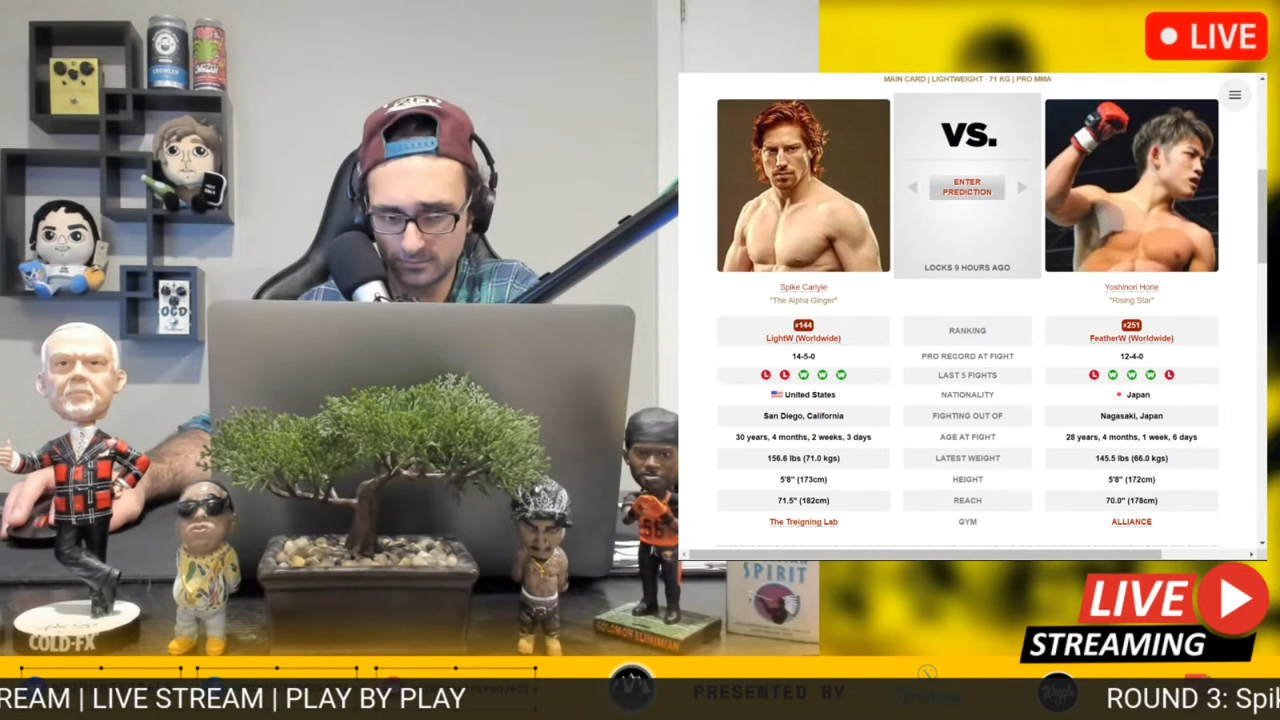 LIVE
MAIN CARD | LIGHTWEIGHT · 71 KG | PRO MMA
VS.
ENTER
PREDICTION
LOCKS 9 HOURS AGO
Spike Carlyle
Yoshinori Horie
"The Alpha Ginger"
"Rising Star"
#144
RANKING
#251
LightW (Worldwide)
FeatherW (Worldwide)
14-5-0
PRO RECORD AT FIGHT
12-4-0
L L W W W
LAST 5 FIGHTS
L W W W L
United States
NATIONALITY
Japan
San Diego, California
FIGHTING OUT OF
Nagasaki, Japan
30 years, 4 months, 2 weeks, 3 days
AGE AT FIGHT
28 years, 4 months, 1 week, 6 days
156.6 lbs (71.0 kgs)
LATEST WEIGHT
145.5 lbs (66.0 kgs)
5'8" (173cm)
HEIGHT
5'8" (172cm)
71.5" (182cm)
REACH
70.0" (178cm)
The Treigning Lab
GYM
ALLIANCE
CROWLER
OCD
COLD-FX
SOLOMON ELIMIMIAN
SPIRIT
LIVE
STREAMING
PRESENTED BY
REAM | LIVE STREAM | PLAY BY PLAY
ROUND 3: Spik